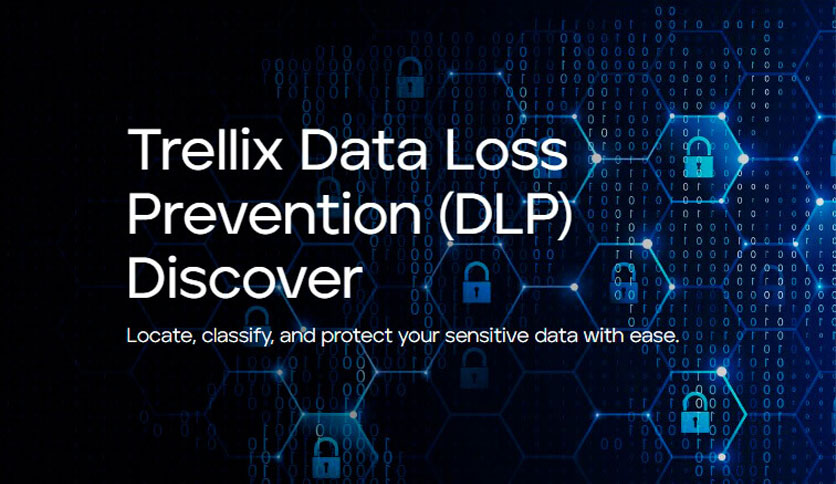 Trellix Data Loss
Prevention (DLP)
Discover
Locate, classify, and protect your sensitive data with ease.